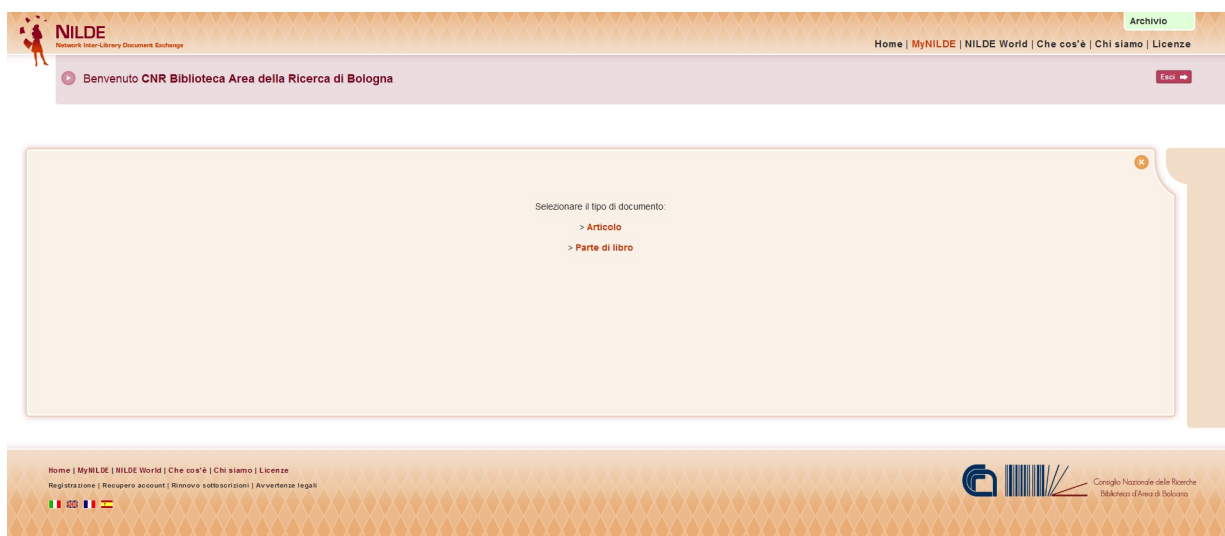 Archivio
NILDE
Network Inter-Library Document Exchange
Home | MyNILDE | NILDE World | Che cos'è | Chi siamo | Licenze
Benvenuto CNR Biblioteca Area della Ricerca di Bologna
Esci
Selezionare il tipo di documento:
> Articolo
> Parte di libro
Home | MyNILDE | NILDE World | Che cos'è | Chi siamo | Licenze
Registrazione | Recupero account | Rinnovo sottoscrizioni | Avvertenze legali
Consiglio Nazionale delle Ricerche
Biblioteca d'Area di Bologna